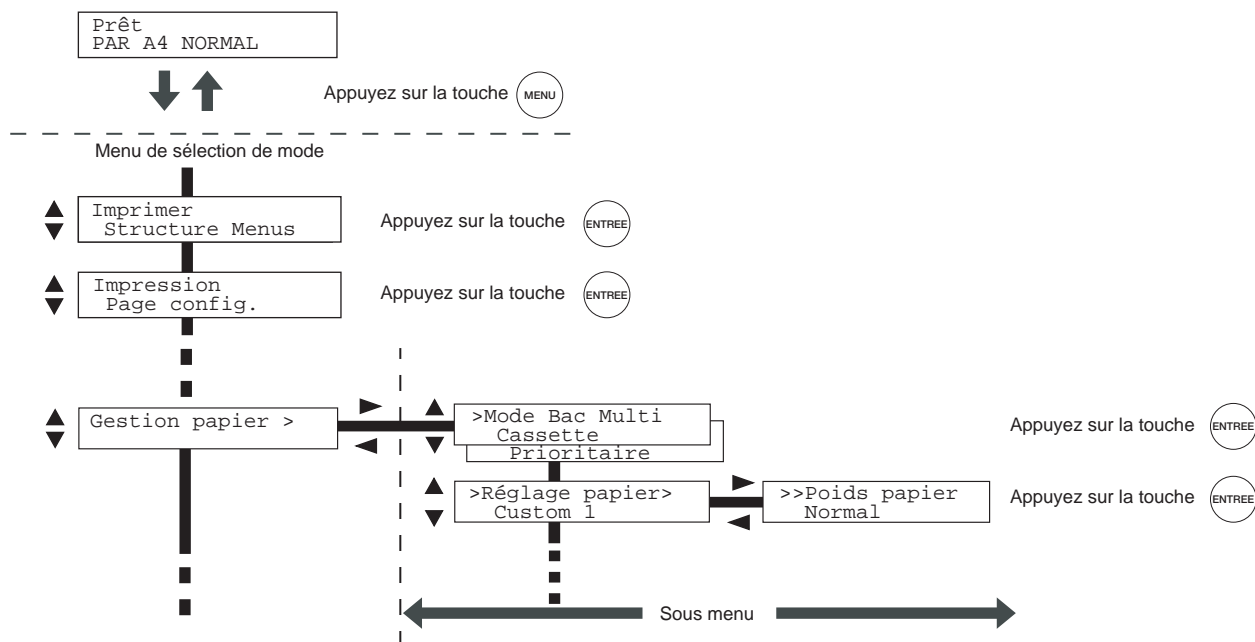 Prêt
PAR A4 NORMAL
Appuyez sur la touche MENU
Menu de sélection de mode
Imprimer
Structure Menus
Appuyez sur la touche ENTREE
Impression
Page config.
Appuyez sur la touche ENTREE
Gestion papier >
>Mode Bac Multi
Cassette
Prioritaire
Appuyez sur la touche ENTREE
>Réglage papier>
Custom 1
>>Poids papier
Normal
Appuyez sur la touche ENTREE
Sous menu